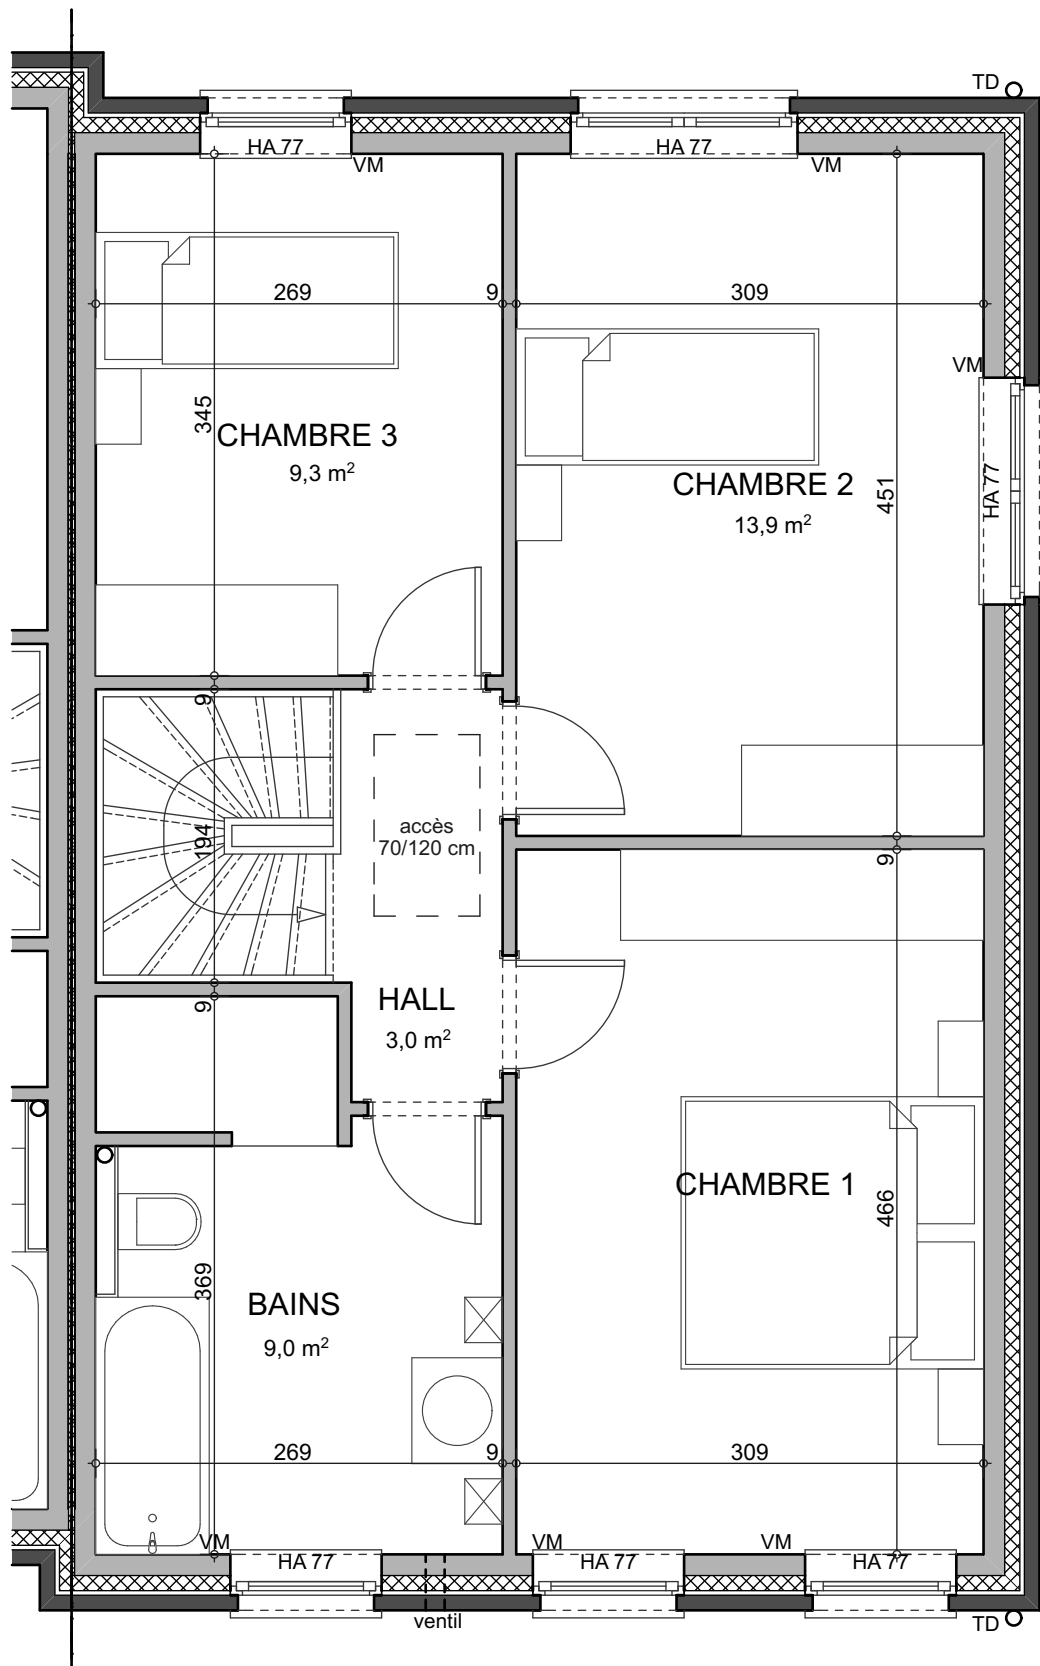 TD
HA 77
HA 77
VM
VM
269
9
309
VM
345
CHAMBRE 3
9,3 m²
CHAMBRE 2
13,9 m²
451
HA 77
9
194
accès
70/120 cm
9
9
HALL
3,0 m²
CHAMBRE 1
466
369
BAINS
9,0 m²
269
9
309
VM
VM
VM
HA 77
HA 77
HA 77
ventil
TD